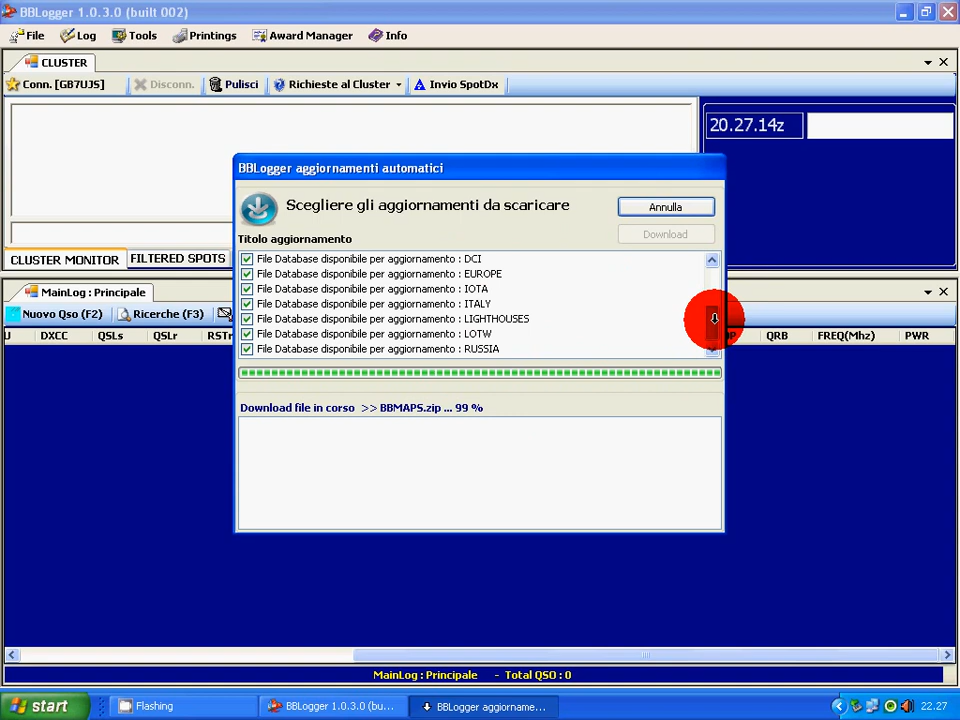 BBLogger 1.0.3.0 (built 002)
File Log Tools Printings Award Manager Info
CLUSTER
Conn. [GB7UJS] Disconn. Pulisci Richieste al Cluster Invio SpotDx
20.27.14z
BBLogger aggiornamenti automatici
Scegliere gli aggiornamenti da scaricare
Annulla
Download
Titolo aggiornamento
File Database disponibile per aggiornamento : DCI
File Database disponibile per aggiornamento : EUROPE
File Database disponibile per aggiornamento : IOTA
File Database disponibile per aggiornamento : ITALY
File Database disponibile per aggiornamento : LIGHTHOUSES
File Database disponibile per aggiornamento : LOTW
File Database disponibile per aggiornamento : RUSSIA
Download file in corso >> BBMAPS.zip ... 99 %
CLUSTER MONITOR FILTERED SPOTS
MainLog : Principale
Nuovo Qso (F2) Ricerche (F3)
DXCC QSLs QSLr QRB FREQ(Mhz) PWR
MainLog : Principale - Total QSO : 0
start Flashing BBLogger 1.0.3.0 (bu... BBLogger aggiorname... 22.27